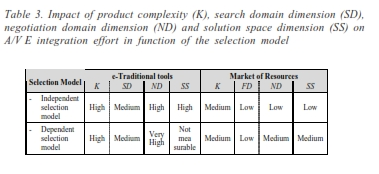 Table 3. Impact of product complexity (K), search domain dimension (SD),
negotiation domain dimension (ND) and solution space dimension (SS) on
A/V E integration effort in function of the selection model
Selection Model e-Traditional tools Market of Resources
K SD ND SS K FD ND SS
- Independent selection model High Medium High High Medium Low Low Low
- Dependent selection model High Medium Very High Not mea surable Medium Low Medium Medium